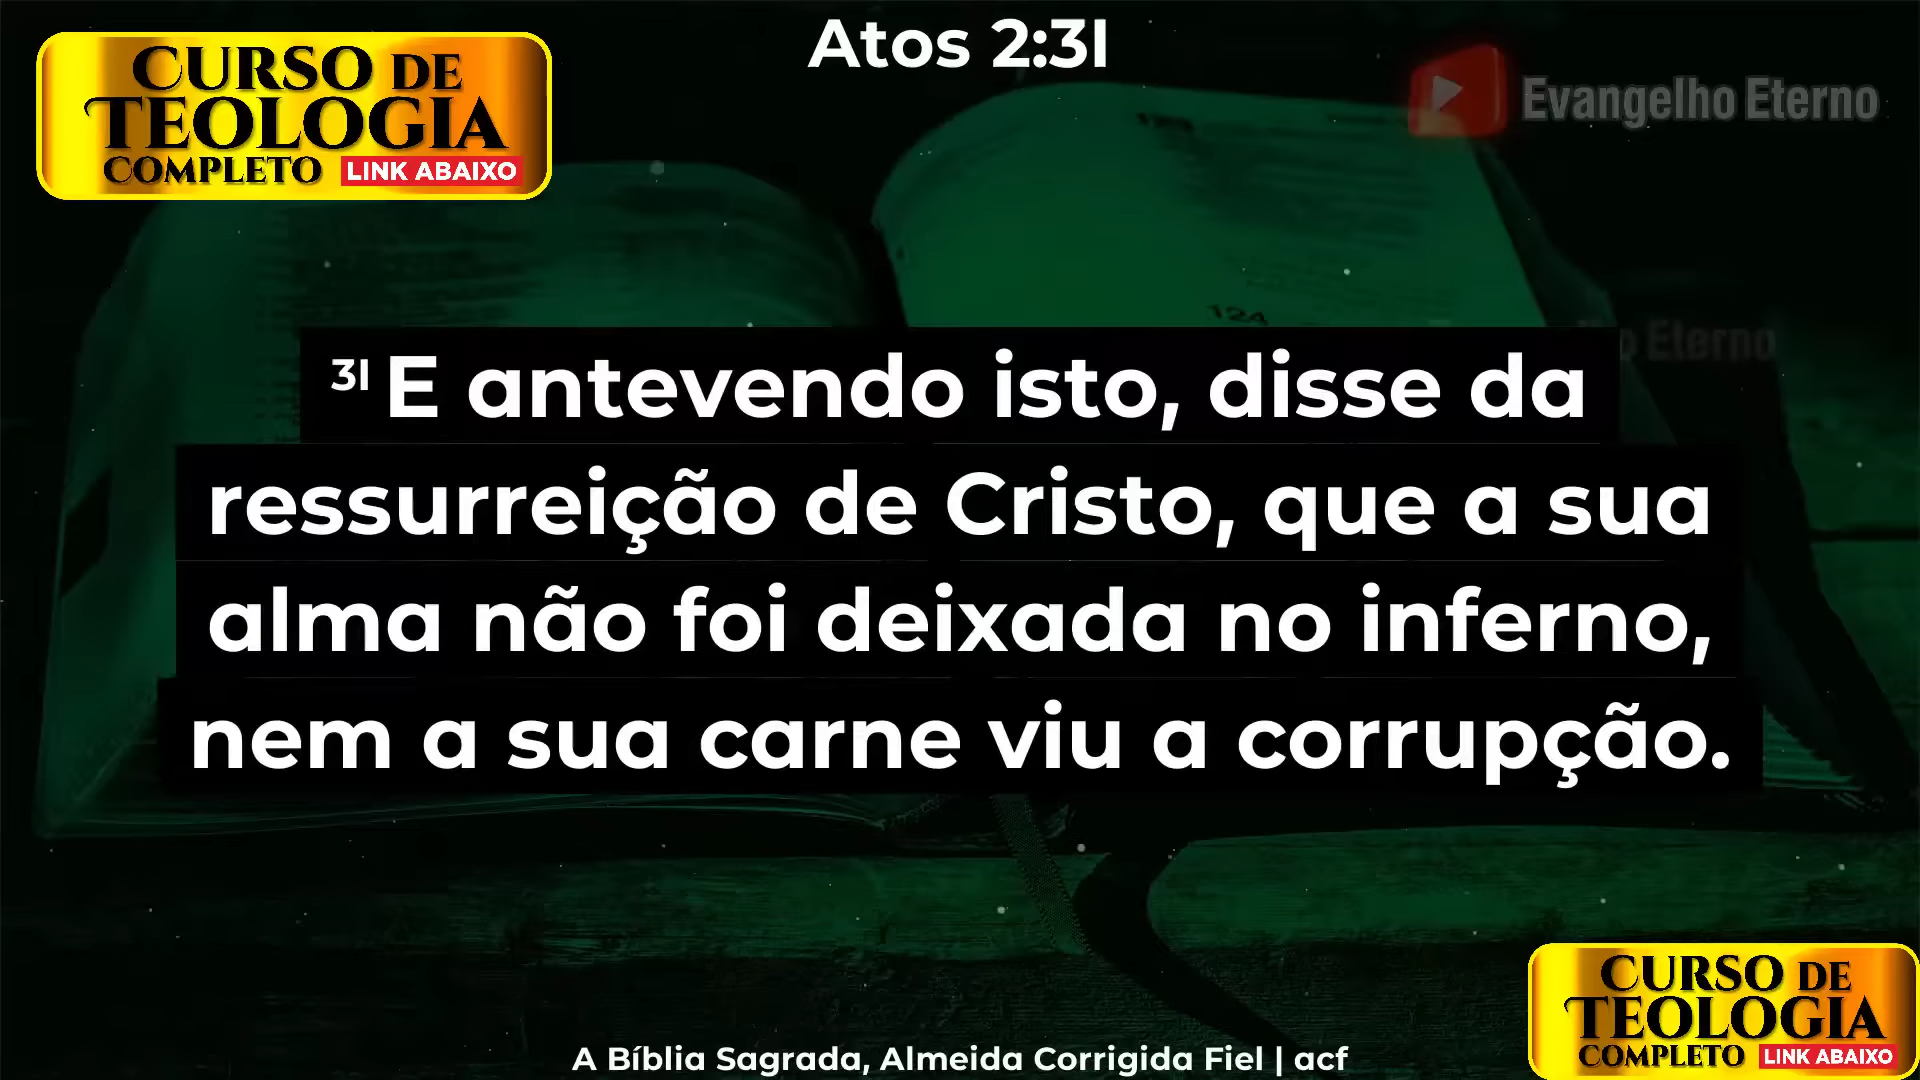 Atos 2:31
CURSO DE
TEOLOGIA
COMPLETO LINK ABAIXO
Evangelho Eterno
124
Eterno
31 E antevendo isto, disse da
ressurreição de Cristo, que a sua
alma não foi deixada no inferno,
nem a sua carne viu a corrupção.
CURSO DE
TEOLOGIA
COMPLETO LINK ABAIXO
A Bíblia Sagrada, Almeida Corrigida Fiel | acf